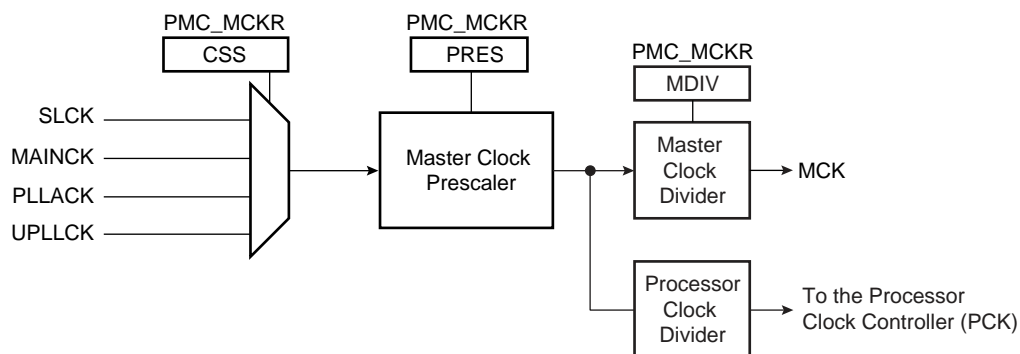 PMC_MCKR
CSS
PMC_MCKR
PRES
PMC_MCKR
MDIV
SLCK
MAINCK
PLLACK
UPLLCK
Master Clock
Prescaler
Master
Clock
Divider
MCK
Processor
Clock
Divider
To the Processor
Clock Controller (PCK)